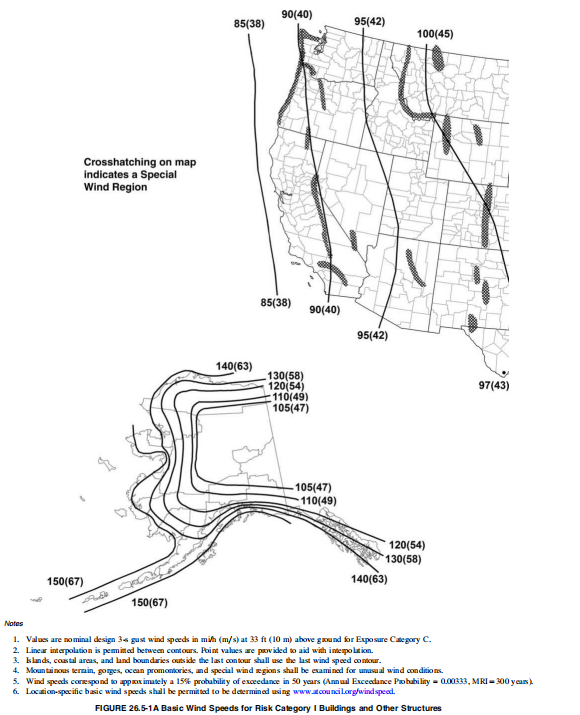 90(40)
85(38)
95(42)
100(45)
Crosshatching on map
indicates a Special
Wind Region
85(38)
90(40)
95(42)
97(43)
140(63)
130(58)
120(54)
110(49)
105(47)
105(47)
110(49)
120(54)
130(58)
140(63)
150(67)
150(67)
Notes
1. Values are nominal design 3-s gust wind speeds in mi/h (m/s) at 33 ft (10 m) above ground for Exposure Category C.
2. Linear interpolation is permitted between contours. Point values are provided to aid with interpolation.
3. Islands, coastal areas, and land boundaries outside the last contour shall use the last wind speed contour.
4. Mountainous terrain, gorges, ocean promontories, and special wind regions shall be examined for unusual wind conditions.
5. Wind speeds correspond to approximately a 15% probability of exceedance in 50 years (Annual Exceedance Probability = 0.00333, MRI = 300 years).
6. Location-specific basic wind speeds shall be permitted to be determined using www.atcouncil.org/windspeed.
FIGURE 26.5-1A Basic Wind Speeds for Risk Category I Buildings and Other Structures